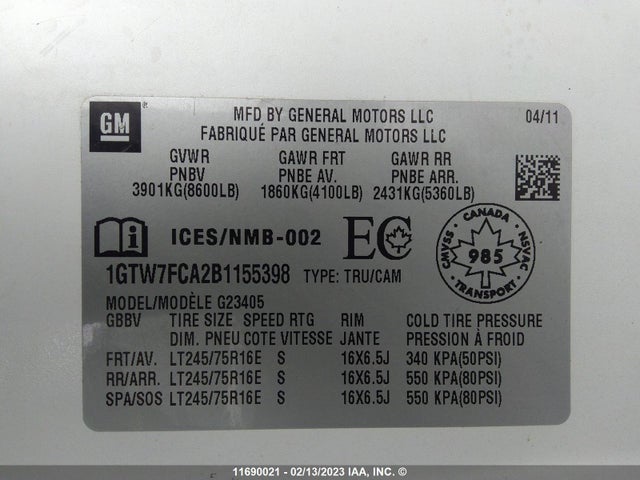 GM
MFD BY GENERAL MOTORS LLC
FABRIQUÉ PAR GENERAL MOTORS LLC
04/11
GVWR GAWR FRT GAWR RR
PNBV PNBE AV. PNBE ARR.
3901KG(8600LB) 1860KG(4100LB) 2431KG(5360LB)
ICES/NMB-002 EC
CANADA
CMVSS 985 NSVAC
TRANSPORT
1GTW7FCA2B1155398 TYPE: TRU/CAM
MODEL/MODÈLE G23405
GBBV TIRE SIZE SPEED RTG RIM COLD TIRE PRESSURE
DIM. PNEU COTE VITESSE JANTE PRESSION À FROID
FRT/AV. LT245/75R16E S 16X6.5J 340 KPA(50PSI)
RR/ARR. LT245/75R16E S 16X6.5J 550 KPA(80PSI)
SPA/SOS LT245/75R16E S 16X6.5J 550 KPA(80PSI)
11690021 - 02/13/2023 IAA, INC. ©